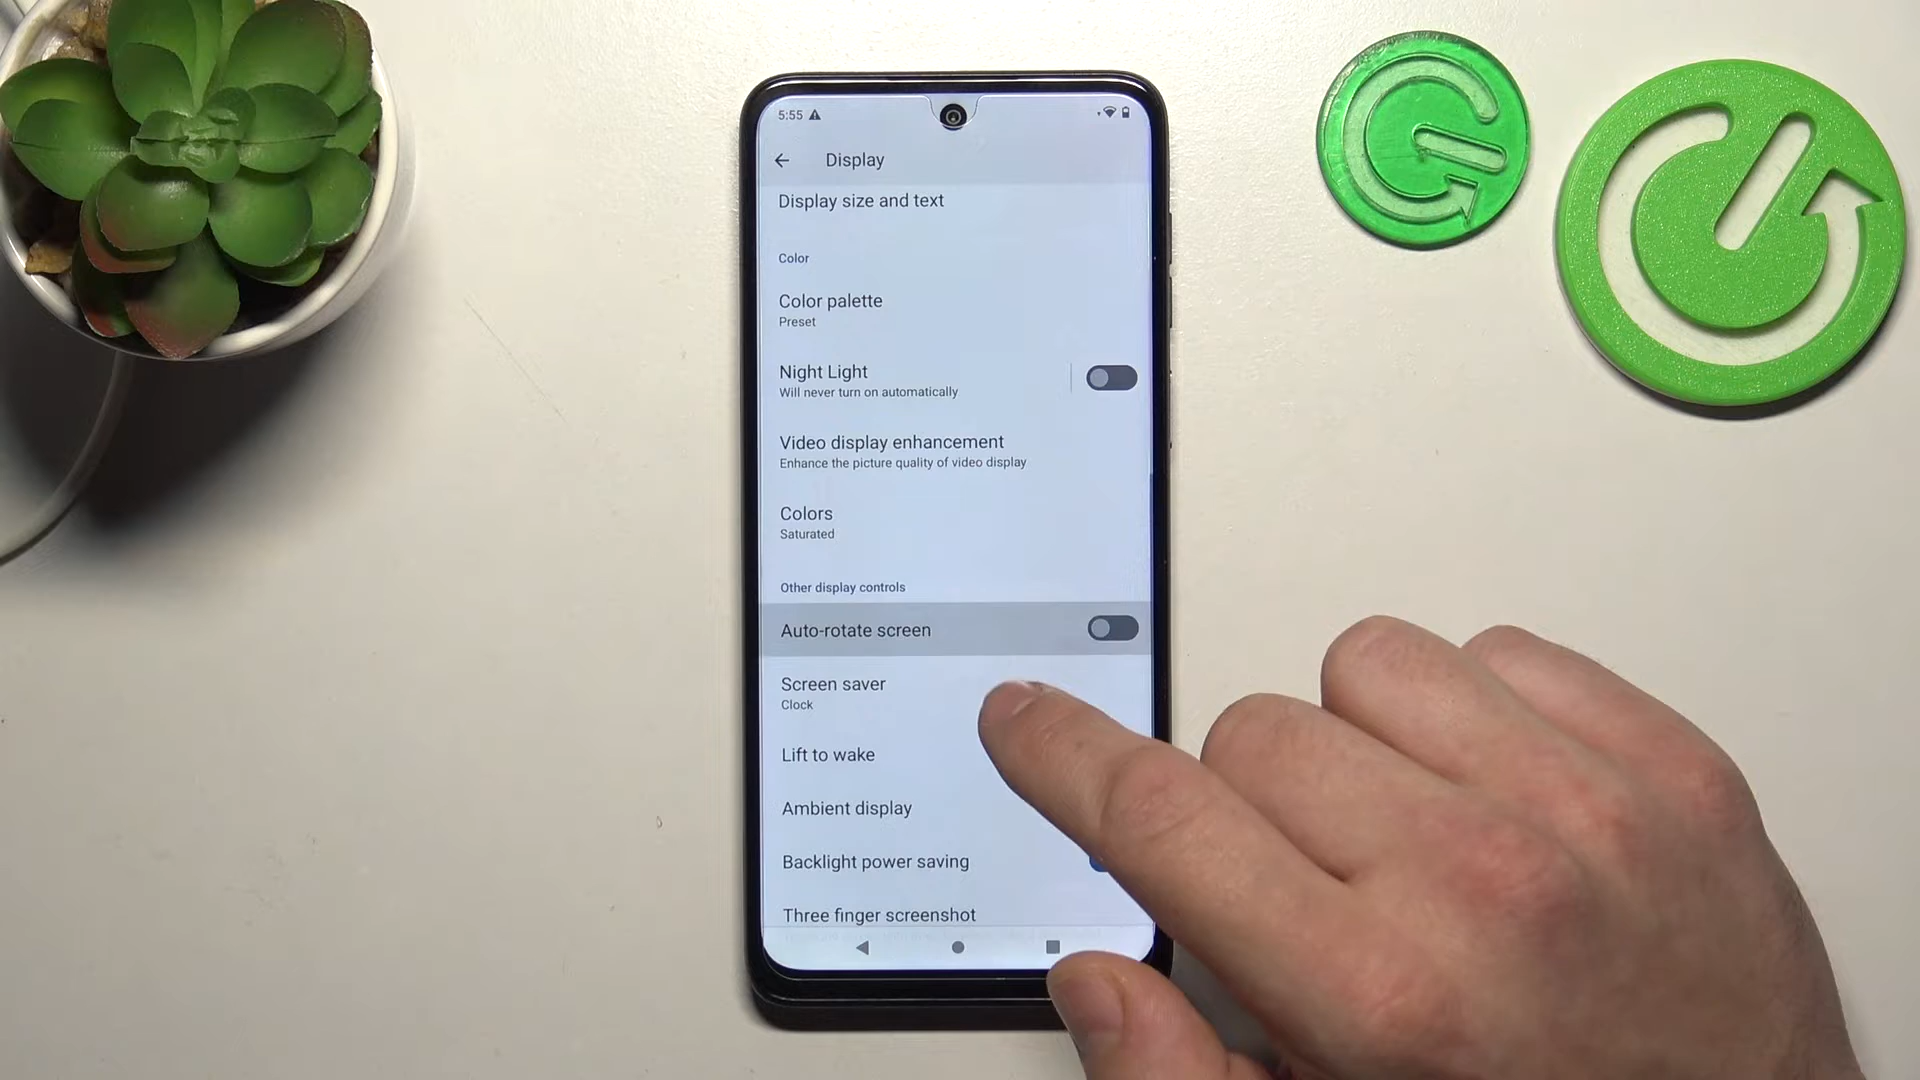 5:55
Display
Display size and text
Color
Color palette
Preset
Night Light
Will never turn on automatically
Video display enhancement
Enhance the picture quality of video display
Colors
Saturated
Other display controls
Auto-rotate screen
Screen saver
Clock
Lift to wake
Ambient display
Backlight power saving
Three finger screenshot